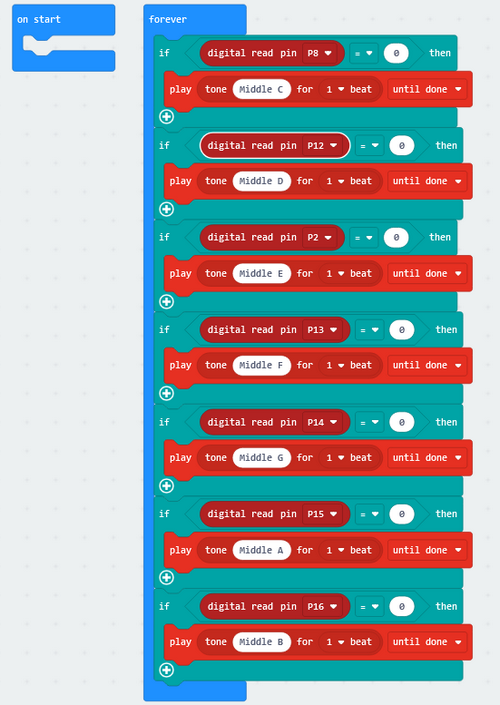 on start
forever
if digital read pin P8 = 0 then
play tone Middle C for 1 beat until done
if digital read pin P12 = 0 then
play tone Middle D for 1 beat until done
if digital read pin P2 = 0 then
play tone Middle E for 1 beat until done
if digital read pin P13 = 0 then
play tone Middle F for 1 beat until done
if digital read pin P14 = 0 then
play tone Middle G for 1 beat until done
if digital read pin P15 = 0 then
play tone Middle A for 1 beat until done
if digital read pin P16 = 0 then
play tone Middle B for 1 beat until done